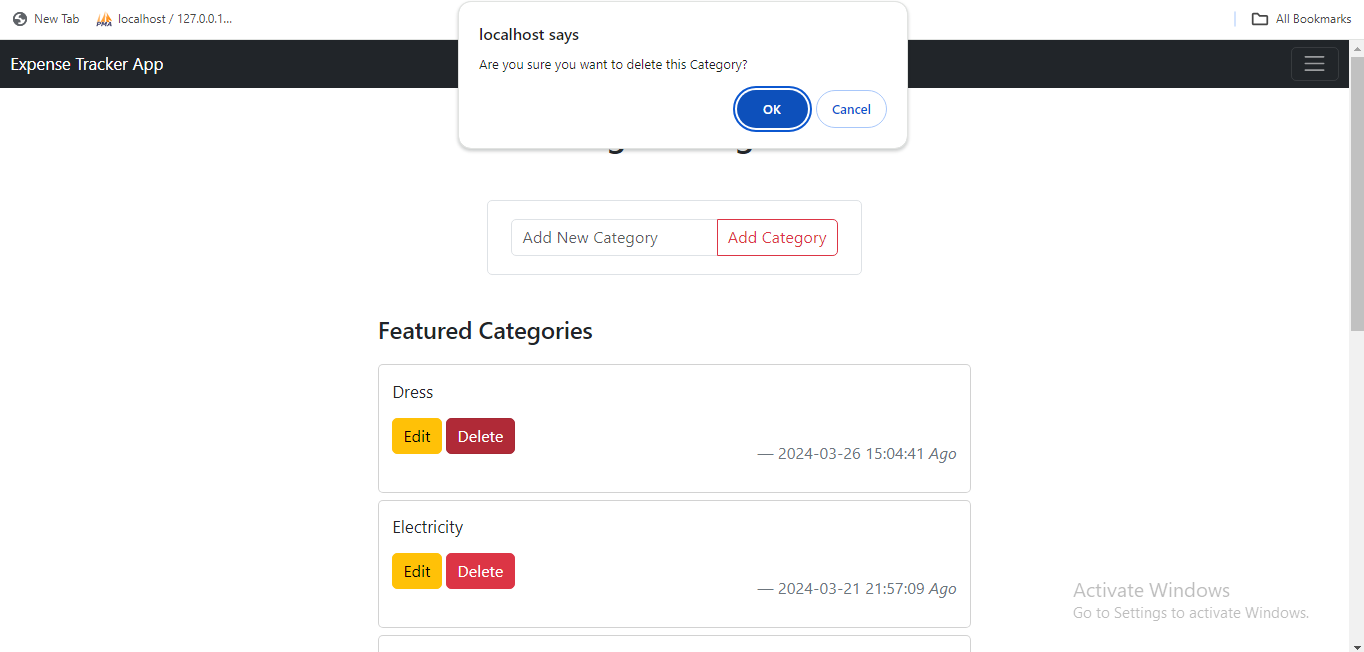 New Tab
PMA localhost / 127.0.0.1...
All Bookmarks
localhost says
Are you sure you want to delete this Category?
OK
Cancel
Expense Tracker App
Add New Category
Add Category
Featured Categories
Dress
Edit
Delete
— 2024-03-26 15:04:41 Ago
Electricity
Edit
Delete
— 2024-03-21 21:57:09 Ago
Activate Windows
Go to Settings to activate Windows.